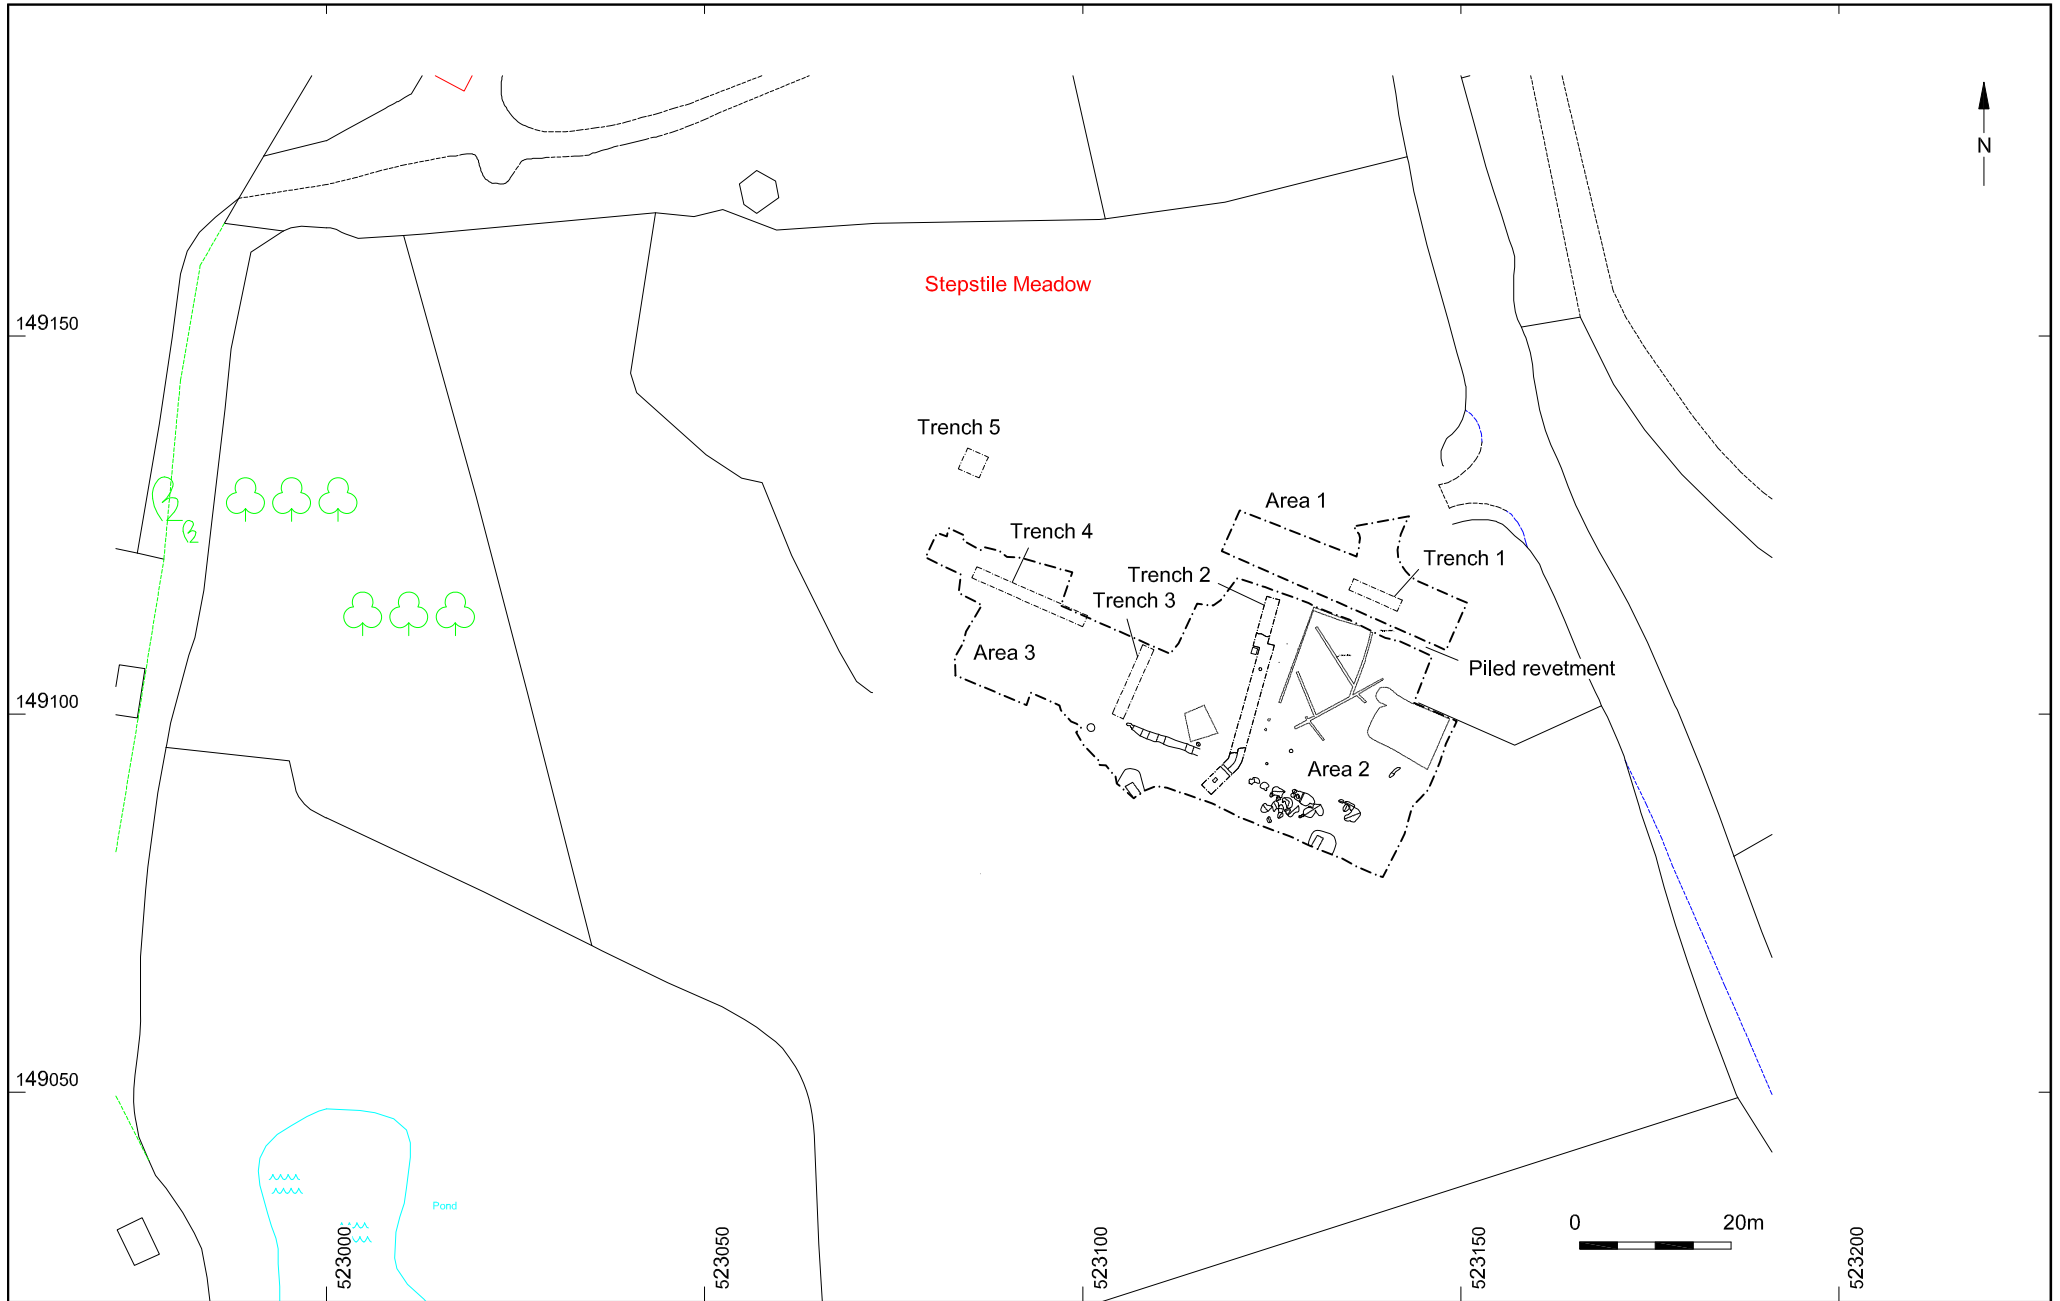 N
Stepstile Meadow
149150
Trench 5
Area 1
Trench 4
Trench 1
Trench 2
Trench 3
Area 3
Piled revetment
149100
Area 2
149050
Pond
0 20m
523000
523050
523100
523150
523200